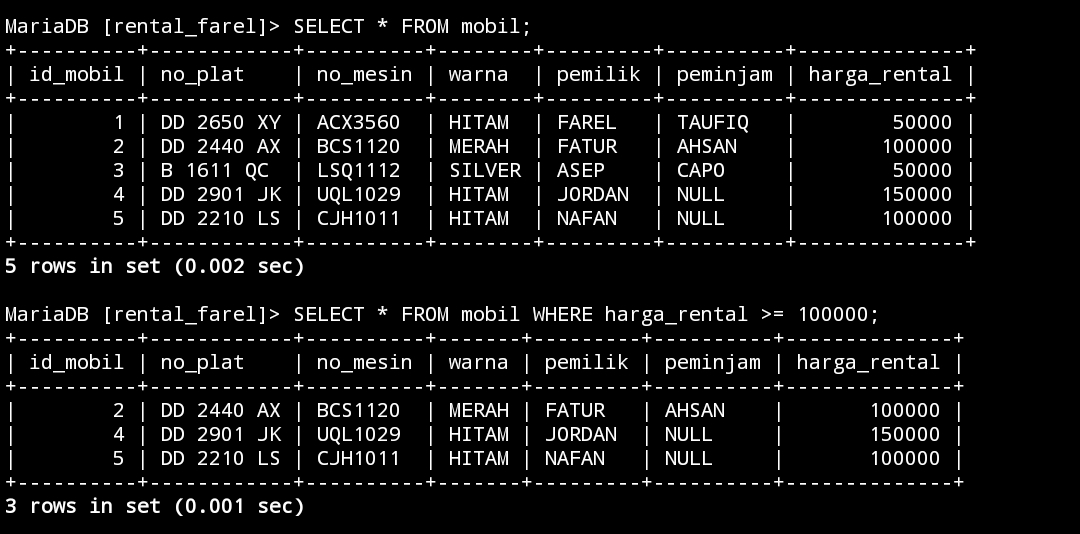 MariaDB [rental_farel]> SELECT * FROM mobil;
+----------+------------+----------+--------+---------+----------+--------------+
| id_mobil | no_plat    | no_mesin | warna  | pemilik | peminjam | harga_rental |
+----------+------------+----------+--------+---------+----------+--------------+
|        1 | DD 2650 XY | ACX3560  | HITAM  | FAREL   | TAUFIQ   |        50000 |
|        2 | DD 2440 AX | BCS1120  | MERAH  | FATUR   | AHSAN    |       100000 |
|        3 | B 1611 QC  | LSQ1112  | SILVER | ASEP    | CAPO     |        50000 |
|        4 | DD 2901 JK | UQL1029  | HITAM  | JORDAN  | NULL     |       150000 |
|        5 | DD 2210 LS | CJH1011  | HITAM  | NAFAN   | NULL     |       100000 |
+----------+------------+----------+--------+---------+----------+--------------+
5 rows in set (0.002 sec)

MariaDB [rental_farel]> SELECT * FROM mobil WHERE harga_rental >= 100000;
+----------+------------+----------+-------+---------+----------+--------------+
| id_mobil | no_plat    | no_mesin | warna | pemilik | peminjam | harga_rental |
+----------+------------+----------+-------+---------+----------+--------------+
|        2 | DD 2440 AX | BCS1120  | MERAH | FATUR   | AHSAN    |       100000 |
|        4 | DD 2901 JK | UQL1029  | HITAM | JORDAN  | NULL     |       150000 |
|        5 | DD 2210 LS | CJH1011  | HITAM | NAFAN   | NULL     |       100000 |
+----------+------------+----------+-------+---------+----------+--------------+
3 rows in set (0.001 sec)